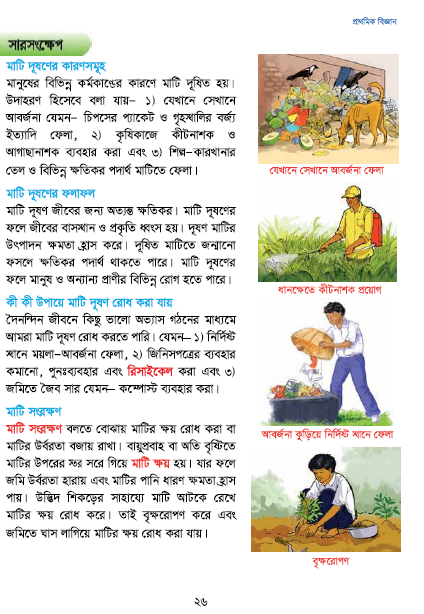 প্রাথমিক বিজ্ঞান
সারসংক্ষেপ
মাটি দূষণের কারণসমূহ
মানুষের বিভিন্ন কর্মকাণ্ডের কারণে মাটি দূষিত হয়।
উদাহরণ হিসেবে বলা যায়– ১) যেখানে সেখানে
আবর্জনা যেমন– চিপসের প্যাকেট ও গৃহস্থালির বর্জ্য
ইত্যাদি ফেলা, ২) কৃষিকাজে কীটনাশক ও
আগাছানাশক ব্যবহার করা এবং ৩) শিল্প–কারখানার
তেল ও বিভিন্ন ক্ষতিকর পদার্থ মাটিতে ফেলা।
মাটি দূষণের ফলাফল
মাটি দূষণ জীবের জন্য অত্যন্ত ক্ষতিকর। মাটি দূষণের
ফলে জীবের বাসস্থান ও প্রকৃতি ধ্বংস হয়। দূষণ মাটির
উৎপাদন ক্ষমতা হ্রাস করে। দূষিত মাটিতে জন্মানো
ফসলে ক্ষতিকর পদার্থ থাকতে পারে। মাটি দূষণের
ফলে মানুষ ও অন্যান্য প্রাণীর বিভিন্ন রোগ হতে পারে।
কী কী উপায়ে মাটি দূষণ রোধ করা যায়
দৈনন্দিন জীবনে কিছু ভালো অভ্যাস গঠনের মাধ্যমে
আমরা মাটি দূষণ রোধ করতে পারি। যেমন– ১) নির্দিষ্ট
স্থানে ময়লা–আবর্জনা ফেলা, ২) জিনিসপত্রের ব্যবহার
কমানো, পুনঃব্যবহার এবং রিসাইকেল করা এবং ৩)
জমিতে জৈব সার যেমন– কম্পোস্ট ব্যবহার করা।
মাটি সংরক্ষণ
মাটি সংরক্ষণ বলতে বোঝায় মাটির ক্ষয় রোধ করা বা
মাটির উর্বরতা বজায় রাখা। বায়ুপ্রবাহ বা অতি বৃষ্টিতে
মাটির উপরের স্তর সরে গিয়ে মাটি ক্ষয় হয়। যার ফলে
জমি উর্বরতা হারায় এবং মাটির পানি ধারণ ক্ষমতা হ্রাস
পায়। উদ্ভিদ শিকড়ের সাহায্যে মাটি আটকে রেখে
মাটির ক্ষয় রোধ করে। তাই বৃক্ষরোপণ করে এবং
জমিতে ঘাস লাগিয়ে মাটির ক্ষয় রোধ করা যায়।
যেখানে সেখানে আবর্জনা ফেলা
ধানক্ষেতে কীটনাশক প্রয়োগ
আবর্জনা কুড়িয়ে নির্দিষ্ট স্থানে ফেলা
বৃক্ষরোপণ
২৬